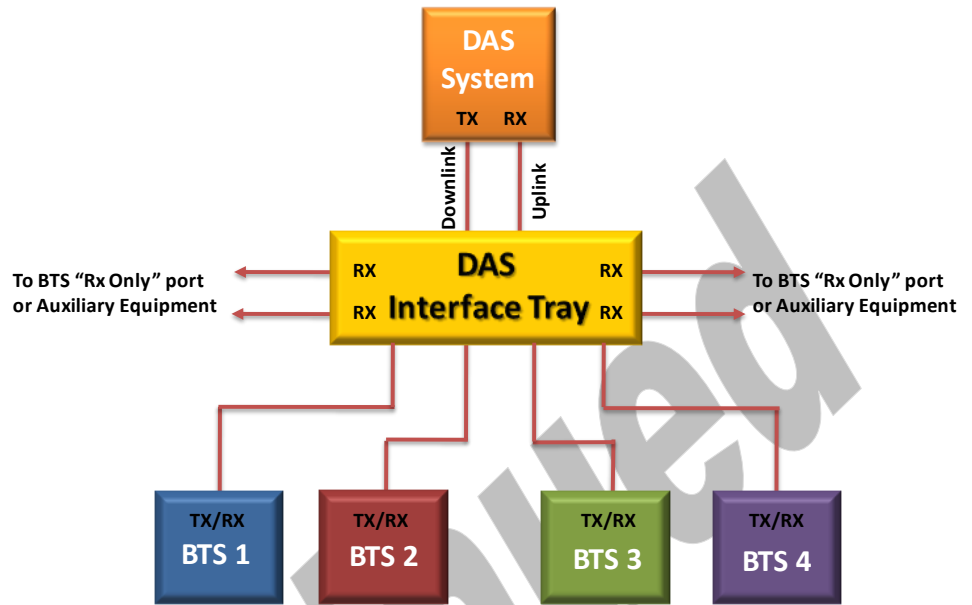 DAS
System
TX RX
Downlink
Uplink
RX DAS RX
RX Interface Tray RX
To BTS “Rx Only” port
or Auxiliary Equipment
To BTS “Rx Only” port
or Auxiliary Equipment
TX/RX
BTS 1
TX/RX
BTS 2
TX/RX
BTS 3
TX/RX
BTS 4
nued